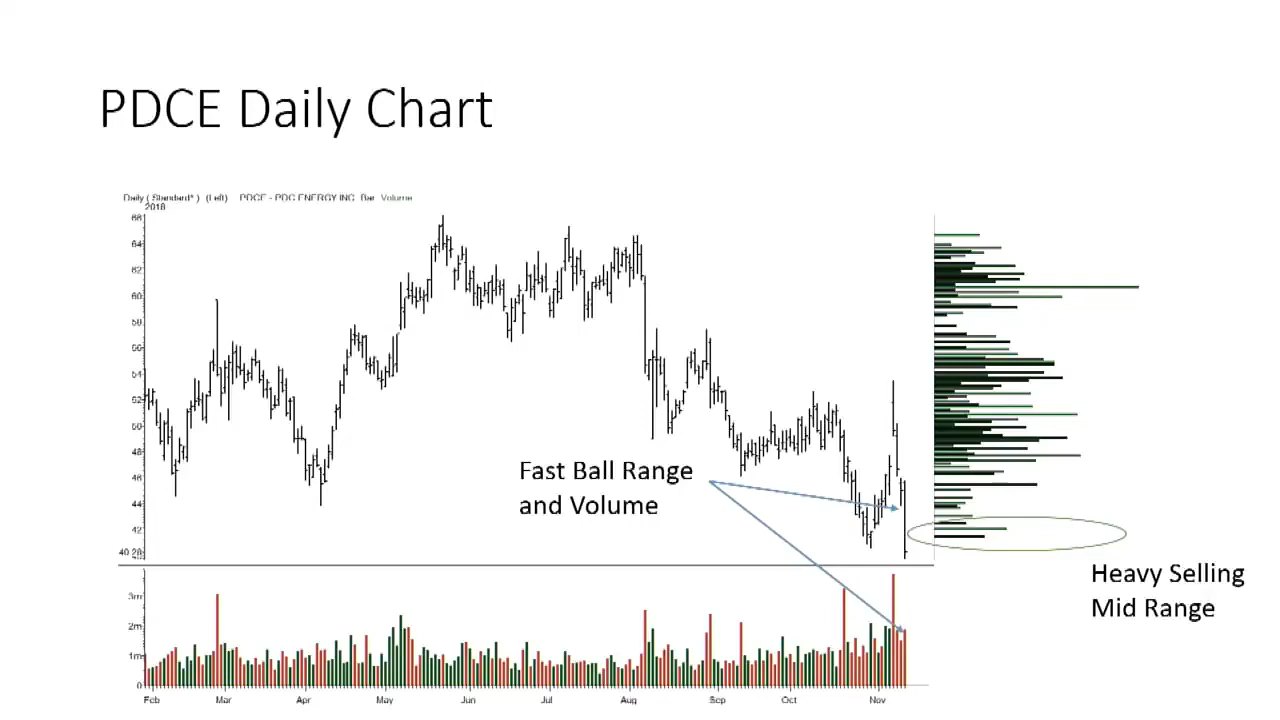 PDCE Daily Chart
Daily ( Standard* ) (Left) PDCE - PDC ENERGY INC Bar Volume
2018
66
64
62
60
58
56
54
52
50
48
46
44
42
40.28
Fast Ball Range
and Volume
Heavy Selling
Mid Range
3m
2m
1m
0
Feb Mar Apr May Jun Jul Aug Sep Oct Nov